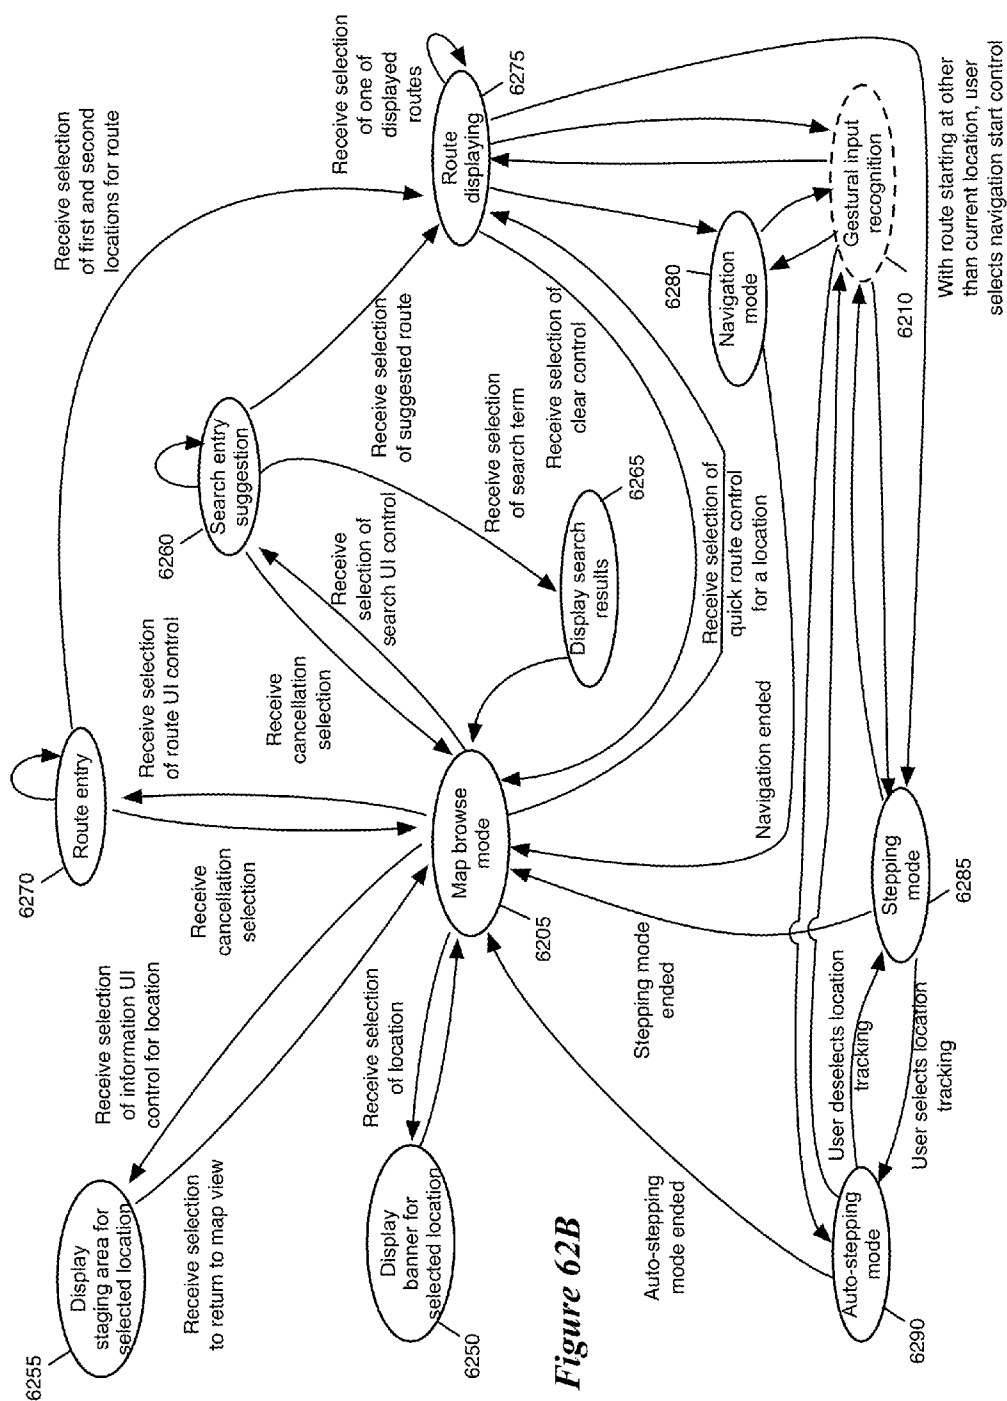 Display
staging area for
selected location
6255
Receive selection
of information UI
control for location
Receive selection
to return to map view
Route entry
6270
Receive
cancellation
selection
Receive selection
of route UI control
Receive selection
of first and second
locations for route
Search entry
suggestion
6260
Receive
cancellation
selection
Receive
selection of
search UI control
Receive selection
of suggested route
Receive selection
of search term
Receive selection
of one of
displayed
routes
Route
displaying
6275
Display
banner for
selected location
6250
Receive selection
of location
Map browse
mode
6205
Display search
results
6265
Receive selection of
clear control
Receive selection of
quick route control
for a location
Navigation
mode
6280
Navigation ended
Gestural input
recognition
6210
With route starting at other
than current location, user
selects navigation start control
Auto-stepping
mode ended
Stepping mode
ended
Auto-stepping
mode
6290
User deselects location
tracking
User selects location
tracking
Stepping
mode
6285
Figure 62B